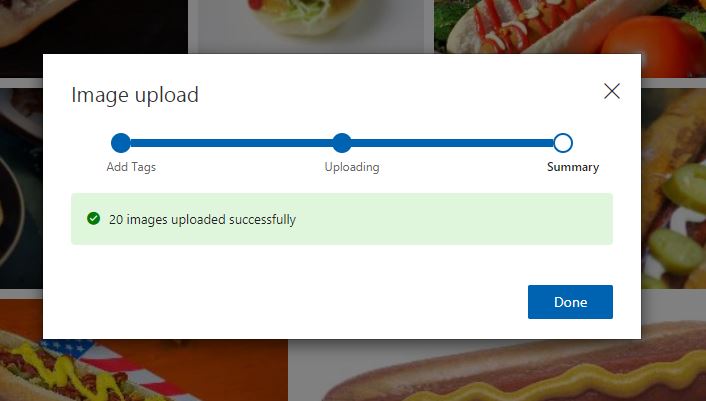 Image upload
Add Tags
Uploading
Summary
20 images uploaded successfully
Done